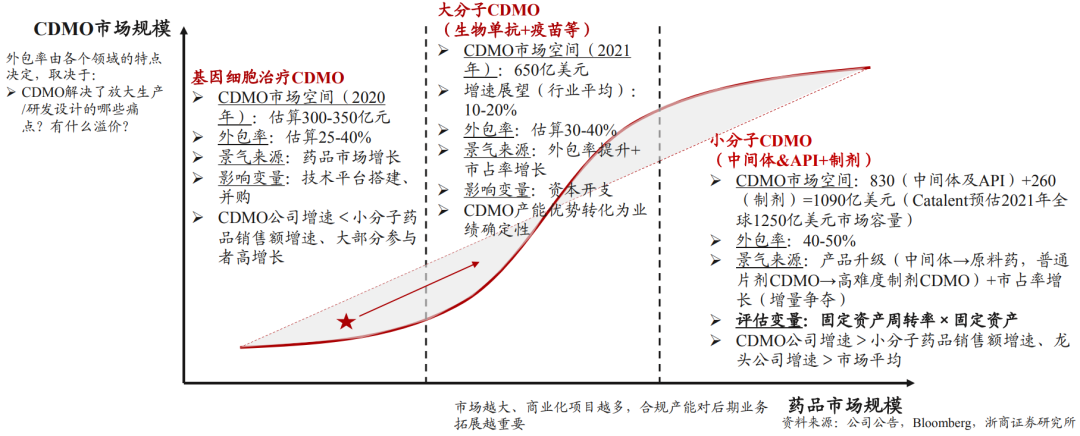 CDMO市场规模
外包率由各个领域的特点
决定，取决于：
➢ CDMO解决了放大生产
/研发设计的哪些痛
点？有什么溢价？
基因细胞治疗CDMO
➢ CDMO市场空间（2020
年）：估算300-350亿元
➢ 外包率：估算25-40%
➢ 景气来源：药品市场增长
➢ 影响变量：技术平台搭建、
并购
➢ CDMO公司增速＜小分子药
品销售额增速、大部分参与
者高增长
大分子CDMO
（生物单抗+疫苗等）
➢ CDMO市场空间（2021
年）：650亿美元
➢ 增速展望（行业平均）：
10-20%
➢ 外包率：估算30-40%
➢ 景气来源：外包率提升+
市占率增长
➢ 影响变量：资本开支
➢ CDMO产能优势转化为业
绩确定性
小分子CDMO
（中间体&API+制剂）
➢ CDMO市场空间：830（中间体及API）+260
（制剂）=1090亿美元（Catalent预估2021年全
球1250亿美元市场容量）
➢ 外包率：40-50%
➢ 景气来源：产品升级（中间体→原料药，普通
片剂CDMO→高难度制剂CDMO）+市占率增
长（增量争夺）
➢ 评估变量：固定资产周转率×固定资产
➢ CDMO公司增速＞小分子药品销售额增速、龙
头公司增速＞市场平均
市场越大、商业化项目越多，合规产能对后期业务
拓展越重要
药品市场规模
资料来源：公司公告，Bloomberg，浙商证券研究所